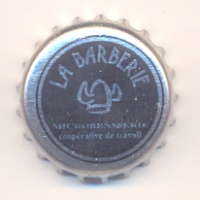 LA BARBERIE
MICROBRASSERIE
coopérative de travail